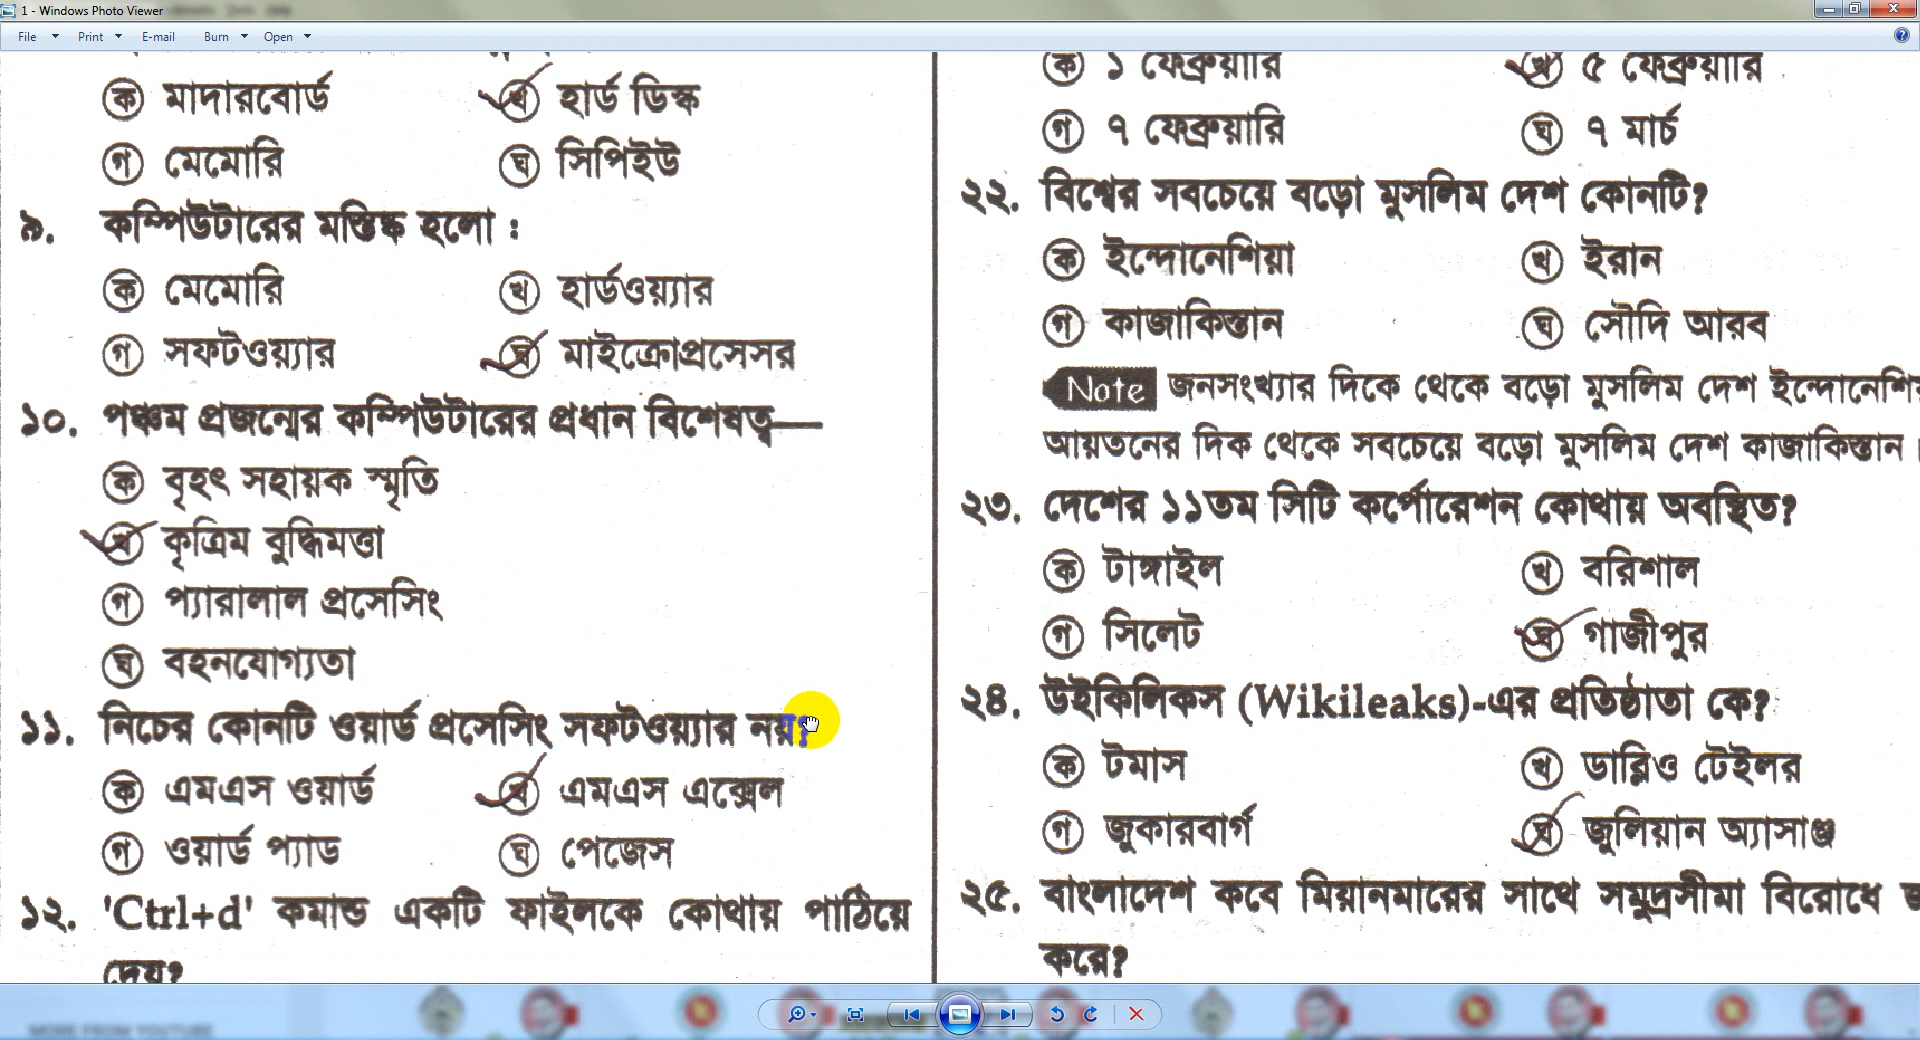 1 - Windows Photo Viewer
File Print E-mail Burn Open
ক মাদারবোর্ড
খ হার্ড ডিস্ক
গ মেমোরি
ঘ সিপিইউ
৯. কম্পিউটারের মস্তিষ্ক হলো :
ক মেমোরি
খ হার্ডওয়্যার
গ সফটওয়্যার
ঘ মাইক্রোপ্রসেসর
১০. পঞ্চম প্রজন্মের কম্পিউটারের প্রধান বিশেষত্ব—
ক বৃহৎ সহায়ক স্মৃতি
খ কৃত্রিম বুদ্ধিমত্তা
গ প্যারালাল প্রসেসিং
ঘ বহনযোগ্যতা
১১. নিচের কোনটি ওয়ার্ড প্রসেসিং সফটওয়্যার নয়?
ক এমএস ওয়ার্ড
খ এমএস এক্সেল
গ ওয়ার্ড প্যাড
ঘ পেজেস
১২. 'Ctrl+d' কমান্ড একটি ফাইলকে কোথায় পাঠিয়ে
দেয়?
ক ১ ফেব্রুয়ারি
খ ৫ ফেব্রুয়ারি
গ ৭ ফেব্রুয়ারি
ঘ ৭ মার্চ
২২. বিশ্বের সবচেয়ে বড়ো মুসলিম দেশ কোনটি?
ক ইন্দোনেশিয়া
খ ইরান
গ কাজাকিস্তান
ঘ সৌদি আরব
Note জনসংখ্যার দিকে থেকে বড়ো মুসলিম দেশ
আয়তনের দিক থেকে সবচেয়ে বড়ো মুসলিম দেশ কাজাকিস্তান।
২৩. দেশের ১১তম সিটি কর্পোরেশন কোথায় অবস্থিত?
ক টাঙ্গাইল
খ বরিশাল
গ সিলেট
ঘ গাজীপুর
২৪. উইকিলিকস (Wikileaks)-এর প্রতিষ্ঠাতা কে?
ক টমাস
খ ডারিও টেইলর
গ জুকারবার্গ
ঘ জুলিয়ান অ্যাসাঞ্জ
২৫. বাংলাদেশ কবে মিয়ানমারের সাথে সমুদ্রসীমা বিরোধে
করে?
MORE FROM YOUTUBE